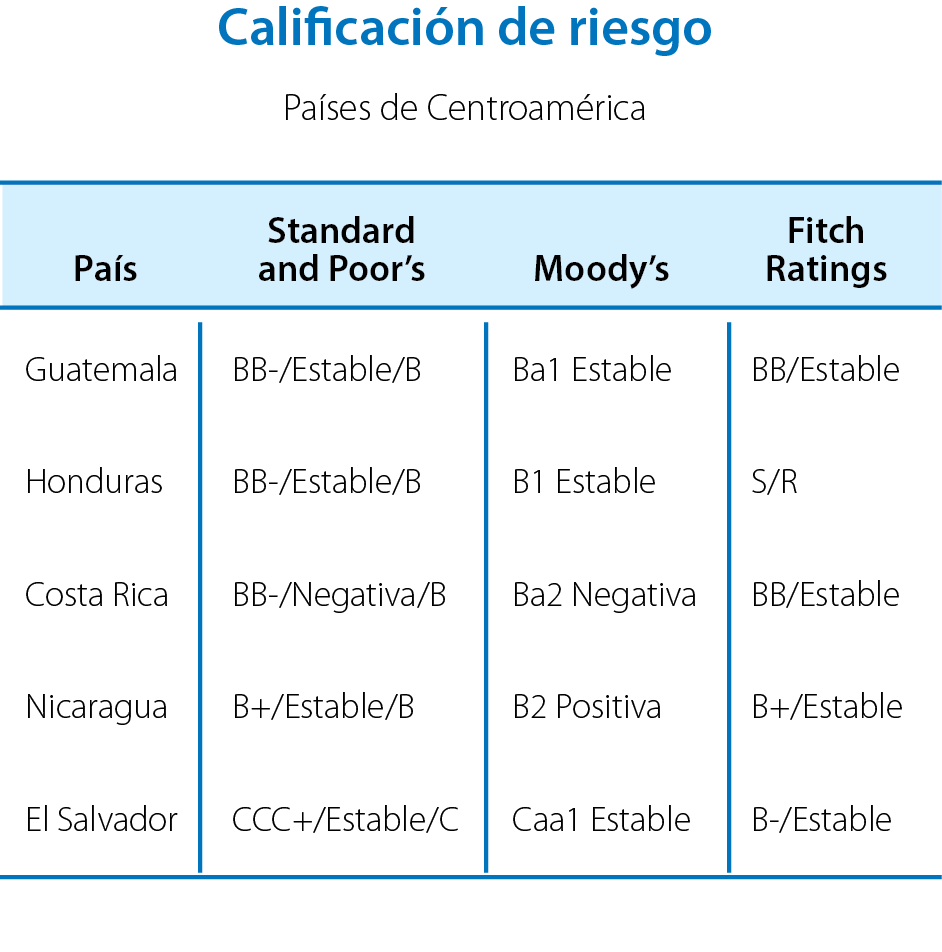 Calificación de riesgo
Países de Centroamérica
País Standard and Poor's Moody's Fitch Ratings
Guatemala BB-/Estable/B Ba1 Estable BB/Estable
Honduras BB-/Estable/B B1 Estable S/R
Costa Rica BB-/Negativa/B Ba2 Negativa BB/Estable
Nicaragua B+/Estable/B B2 Positiva B+/Estable
El Salvador CCC+/Estable/C Caa1 Estable B-/Estable